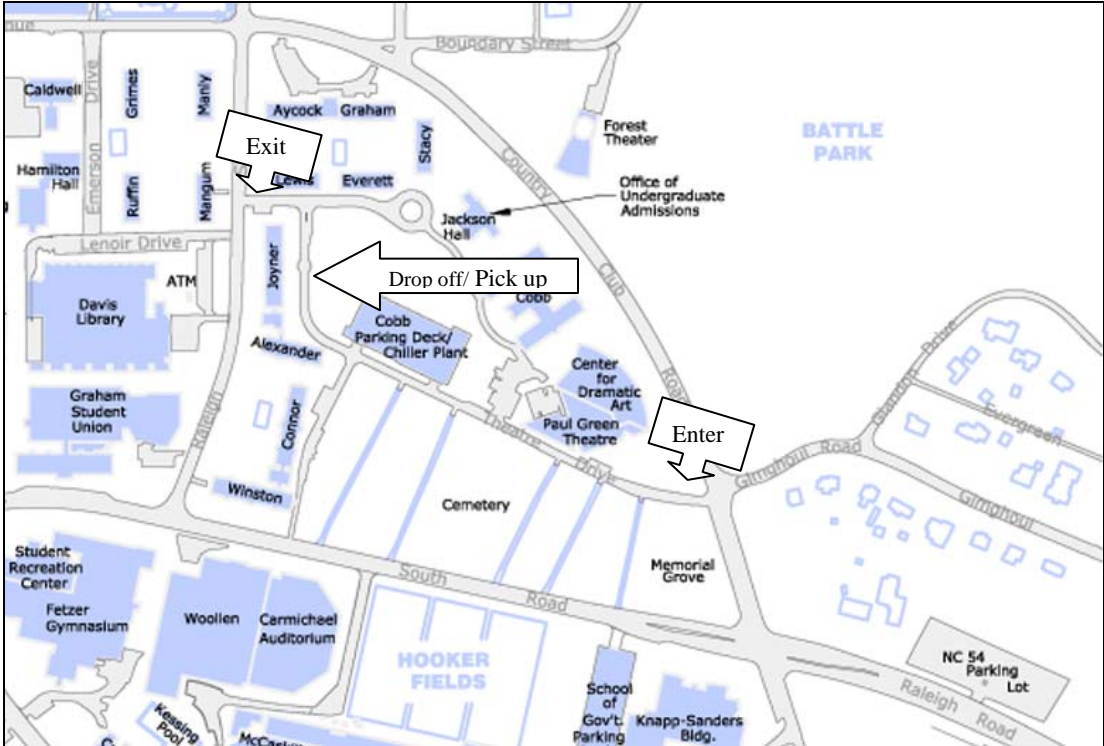 nue
Boundary Street
Caldwell
Emerson Drive
Grimes
Manly
Aycock
Graham
Stacy
Forest
Theater
BATTLE
PARK
Exit
Country
Club
Road
Hamilton
Hall
Ruffin
Mangum
Lewis
Everett
Office of
Undergraduate
Admissions
Jackson
Hall
Lenoir Drive
ATM
Joyner
Drop off/ Pick up
Cobb
Davis
Library
Cobb
Parking Deck/
Chiller Plant
Alexander
Center
for
Dramatic
Art
Paul Green
Theatre
Graham
Student
Union
Raleigh
Connor
Theatre
Drive
Enter
Gimghoul Road
Drive
Evergreen
Gimghoul
Winston
Cemetery
Memorial
Grove
South
Road
Student
Recreation
Center
Fetzer
Gymnasium
Woollen
Carmichael
Auditorium
HOOKER
FIELDS
NC 54
Parking
Lot
Raleigh
Road
School
of
Gov't.
Parking
Knapp-Sanders
Bldg.
Kessing
Pool